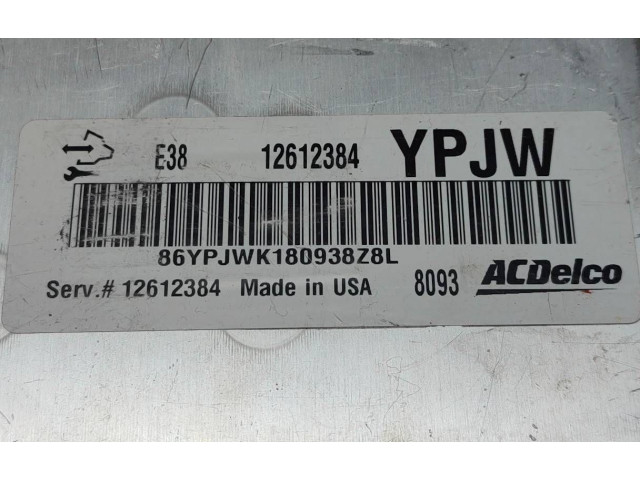 E38 12612384 YPJW
86YPJWK180938Z8L
Serv.# 12612384 Made in USA 8093 ACDelco